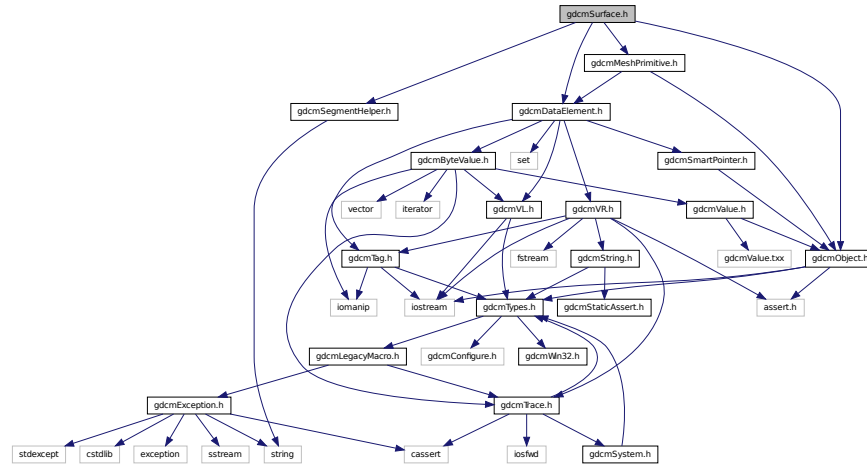 gdcmSurface.h
gdcmMeshPrimitive.h
gdcmSegmentHelper.h
gdcmDataElement.h
gdcmByteValue.h
set
gdcmSmartPointer.h
vector
iterator
gdcmVL.h
gdcmVR.h
gdcmValue.h
gdcmTag.h
fstream
gdcmString.h
gdcmValue.txx
gdcmObject.h
iomanip
iostream
gdcmTypes.h
gdcmStaticAssert.h
assert.h
gdcmLegacyMacro.h
gdcmConfigure.h
gdcmWin32.h
gdcmException.h
gdcmTrace.h
stdexcept
cstdlib
exception
sstream
string
cassert
iosfwd
gdcmSystem.h